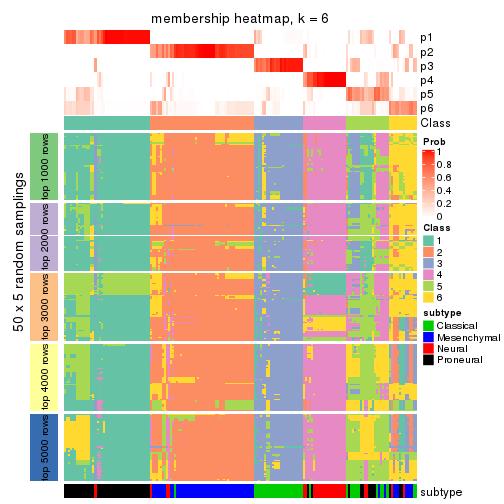 membership heatmap, k = 6
p1
p2
p3
p4
p5
p6
Class
50 x 5 random samplings
top 1000 rows
top 2000 rows
top 3000 rows
top 4000 rows
top 5000 rows
subtype
Prob
1
0.8
0.6
0.4
0.2
0
Class
1
2
3
4
5
6
subtype
Classical
Mesenchymal
Neural
Proneural